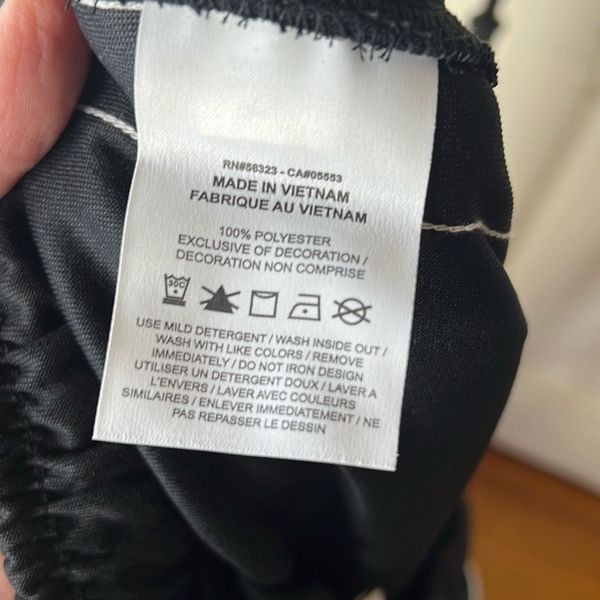 RN#56323 - CA#05553
MADE IN VIETNAM
FABRIQUE AU VIETNAM
100% POLYESTER
EXCLUSIVE OF DECORATION /
DECORATION NON COMPRISE
30C
USE MILD DETERGENT / WASH INSIDE OUT /
WASH WITH LIKE COLORS / REMOVE
IMMEDIATELY / DO NOT IRON DESIGN
UTILISER UN DETERGENT DOUX / LAVER A
L'ENVERS / LAVER AVEC COULEURS
SIMILAIRES / ENLEVER IMMEDIATEMENT / NE
PAS REPASSER LE DESSIN